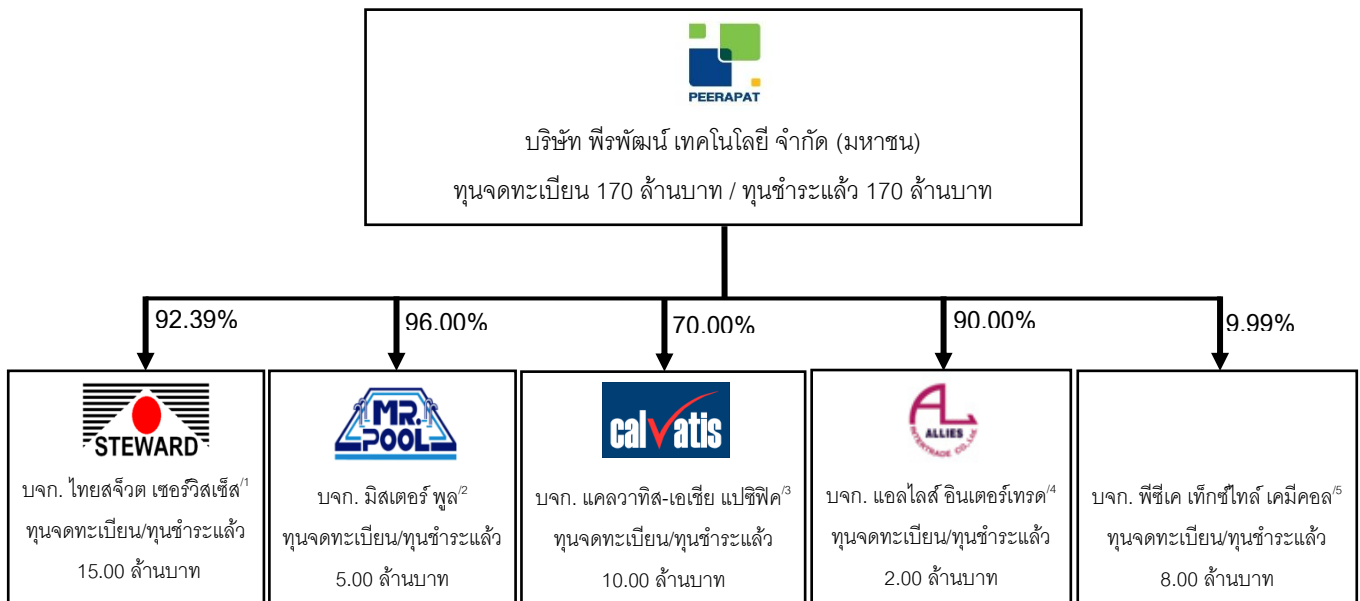 PEERAPAT
บริษัท พีรพัฒน์ เทคโนโลยี จำกัด (มหาชน)
ทุนจดทะเบียน 170 ล้านบาท / ทุนชำระแล้ว 170 ล้านบาท
92.39%
96.00%
70.00%
90.00%
9.99%
STEWARD
บจก. ไทยสจ๊วต เซอร์วิสเซ็ส/1
ทุนจดทะเบียน/ทุนชำระแล้ว
15.00 ล้านบาท
MR.
POOL
บจก. มิสเตอร์ พูล/2
ทุนจดทะเบียน/ทุนชำระแล้ว
5.00 ล้านบาท
calvatis
บจก. แคลวาทิส-เอเชีย แปซิฟิค/3
ทุนจดทะเบียน/ทุนชำระแล้ว
10.00 ล้านบาท
AL
ALLIES
INTERTRADE CO.,Ltd.
บจก. แอลไลส์ อินเตอร์เทรด/4
ทุนจดทะเบียน/ทุนชำระแล้ว
2.00 ล้านบาท
บจก. พีซีเค เท็กซ์ไทล์ เคมีคอล/5
ทุนจดทะเบียน/ทุนชำระแล้ว
8.00 ล้านบาท